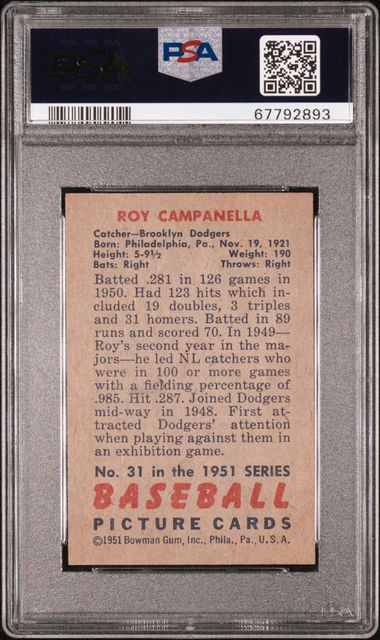 PSA
PSA
67792893
ROY CAMPANELLA
Catcher—Brooklyn Dodgers
Born: Philadelphia, Pa., Nov. 19, 1921
Height: 5-9½ Weight: 190
Bats: Right Throws: Right
Batted .281 in 126 games in
1950. Had 123 hits which in-
cluded 19 doubles, 3 triples
and 31 homers. Batted in 89
runs and scored 70. In 1949—
Roy's second year in the ma-
jors—he led NL catchers who
were in 100 or more games
with a fielding percentage of
.985. Hit .287. Joined Dodgers
mid-way in 1948. First at-
tracted Dodgers' attention
when playing against them in
an exhibition game.
No. 31 in the 1951 SERIES
BASEBALL
PICTURE CARDS
©1951 Bowman Gum, Inc., Phila., Pa., U.S.A.
PSA